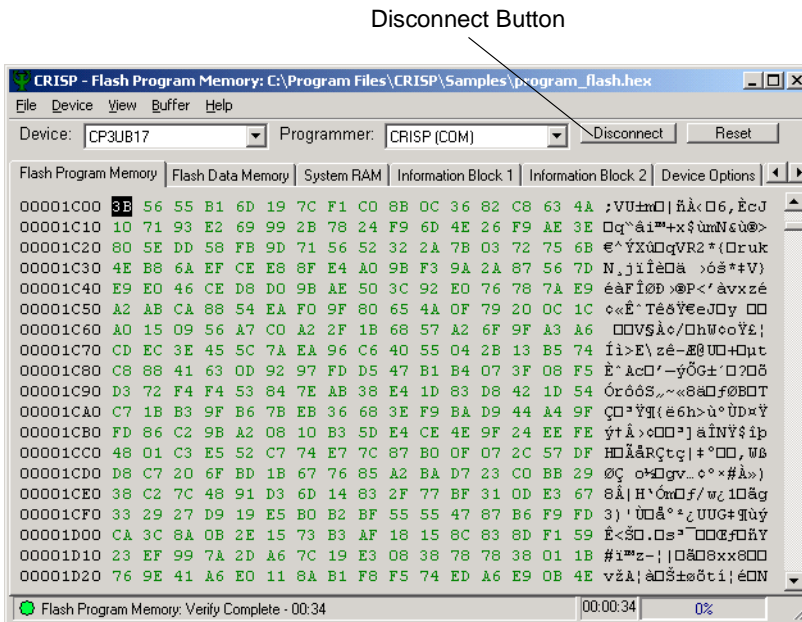 Disconnect Button
CRISP - Flash Program Memory: C:\Program Files\CRISP\Samples\program_flash.hex
File Device View Buffer Help
Device: CP3UB17 Programmer: CRISP (COM) Disconnect Reset
Flash Program Memory Flash Data Memory System RAM Information Block 1 Information Block 2 Device Options
00001C00 3B 56 55 B1 6D 19 7C F1 C0 8B 0C 36 82 C8 63 4A
00001C10 10 71 93 E2 69 99 2B 78 24 F9 6D 4E 26 F9 AE 3E
00001C20 80 5E DD 58 FB 9D 71 56 52 32 2A 7B 03 72 75 6B
00001C30 4E B8 6A EF CE E8 8F E4 A0 9B F3 9A 2A 87 56 7D
00001C40 E9 E0 46 CE D8 D0 9B AE 50 3C 92 E0 76 78 7A E9
00001C50 A2 AB CA 88 54 EA F0 9F 80 65 4A 0F 79 20 0C 1C
00001C60 A0 15 09 56 A7 C0 A2 2F 1B 68 57 A2 6F 9F A3 A6
00001C70 CD EC 3E 45 5C 7A EA 96 C6 40 55 04 2B 13 B5 74
00001C80 C8 88 41 63 0D 92 97 FD D5 47 B1 B4 07 3F 08 F5
00001C90 D3 72 F4 F4 53 84 7E AB 38 E4 1D 83 D8 42 1D 54
00001CA0 C7 1B B3 9F B6 7B EB 36 68 3E F9 BA D9 44 A4 9F
00001CB0 FD 86 C2 9B A2 08 10 B3 5D E4 CE 4E 9F 24 EE FE
00001CC0 48 01 C3 E5 52 C7 74 E7 7C 87 B0 0F 07 2C 57 DF
00001CD0 D8 C7 20 6F BD 1B 67 76 85 A2 BA D7 23 C0 BB 29
00001CE0 38 C2 7C 48 91 D3 6D 14 83 2F 77 BF 31 0D E3 67
00001CF0 33 29 27 D9 19 E5 B0 B2 BF 55 55 47 87 B6 F9 FD
00001D00 CA 3C 8A 0B 2E 15 73 B3 AF 18 15 8C 83 8D F1 59
00001D10 23 EF 99 7A 2D A6 7C 19 E3 08 38 78 78 38 01 1B
00001D20 76 9E 41 A6 E0 11 8A B1 F8 F5 74 ED A6 E9 0B 4E
Flash Program Memory: Verify Complete - 00:34 00:00:34 0%